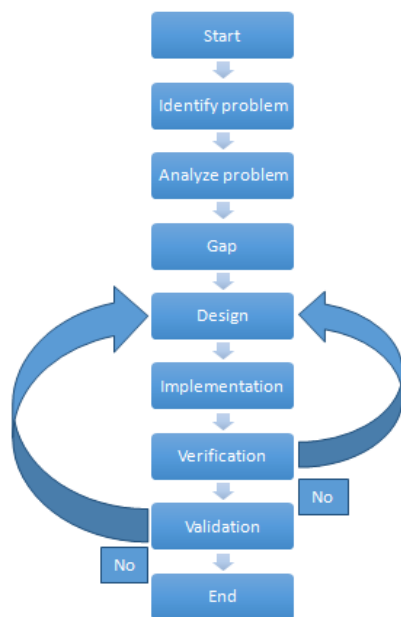 Start
Identify problem
Analyze problem
Gap
Design
Implementation
Verification
No
Validation
No
End